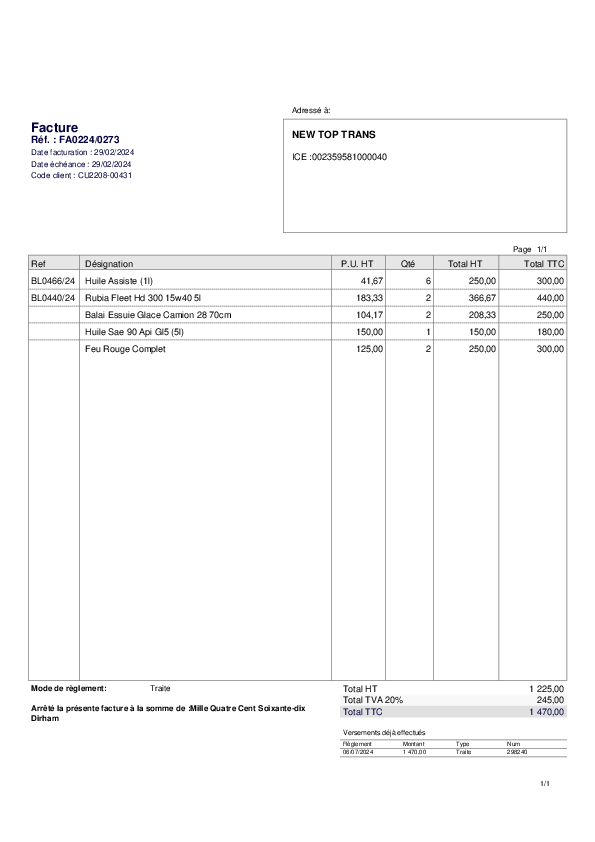 Adressé à:
Facture
Réf. : FA0224/0273
Date facturation : 29/02/2024
Date échéance : 29/02/2024
Code client : CU2208-00431
NEW TOP TRANS
ICE :002359581000040
Page 1/1
Ref Désignation P.U. HT Qté Total HT Total TTC
BL0466/24 Huile Assiste (1l) 41,67 6 250,00 300,00
BL0440/24 Rubia Fleet Hd 300 15w40 5l 183,33 2 366,67 440,00
Balai Essuie Glace Camion 28 70cm 104,17 2 208,33 250,00
Huile Sae 90 Api Gl5 (5l) 150,00 1 150,00 180,00
Feu Rouge Complet 125,00 2 250,00 300,00
Mode de règlement: Traite
Total HT 1 225,00
Total TVA 20% 245,00
Total TTC 1 470,00
Arrêté la présente facture à la somme de :Mille Quatre Cent Soixante-dix
Dirham
Versements déjà effectués
Règlement Montant Type Num
06/07/2024 1 470,00 Traite 298240
1/1